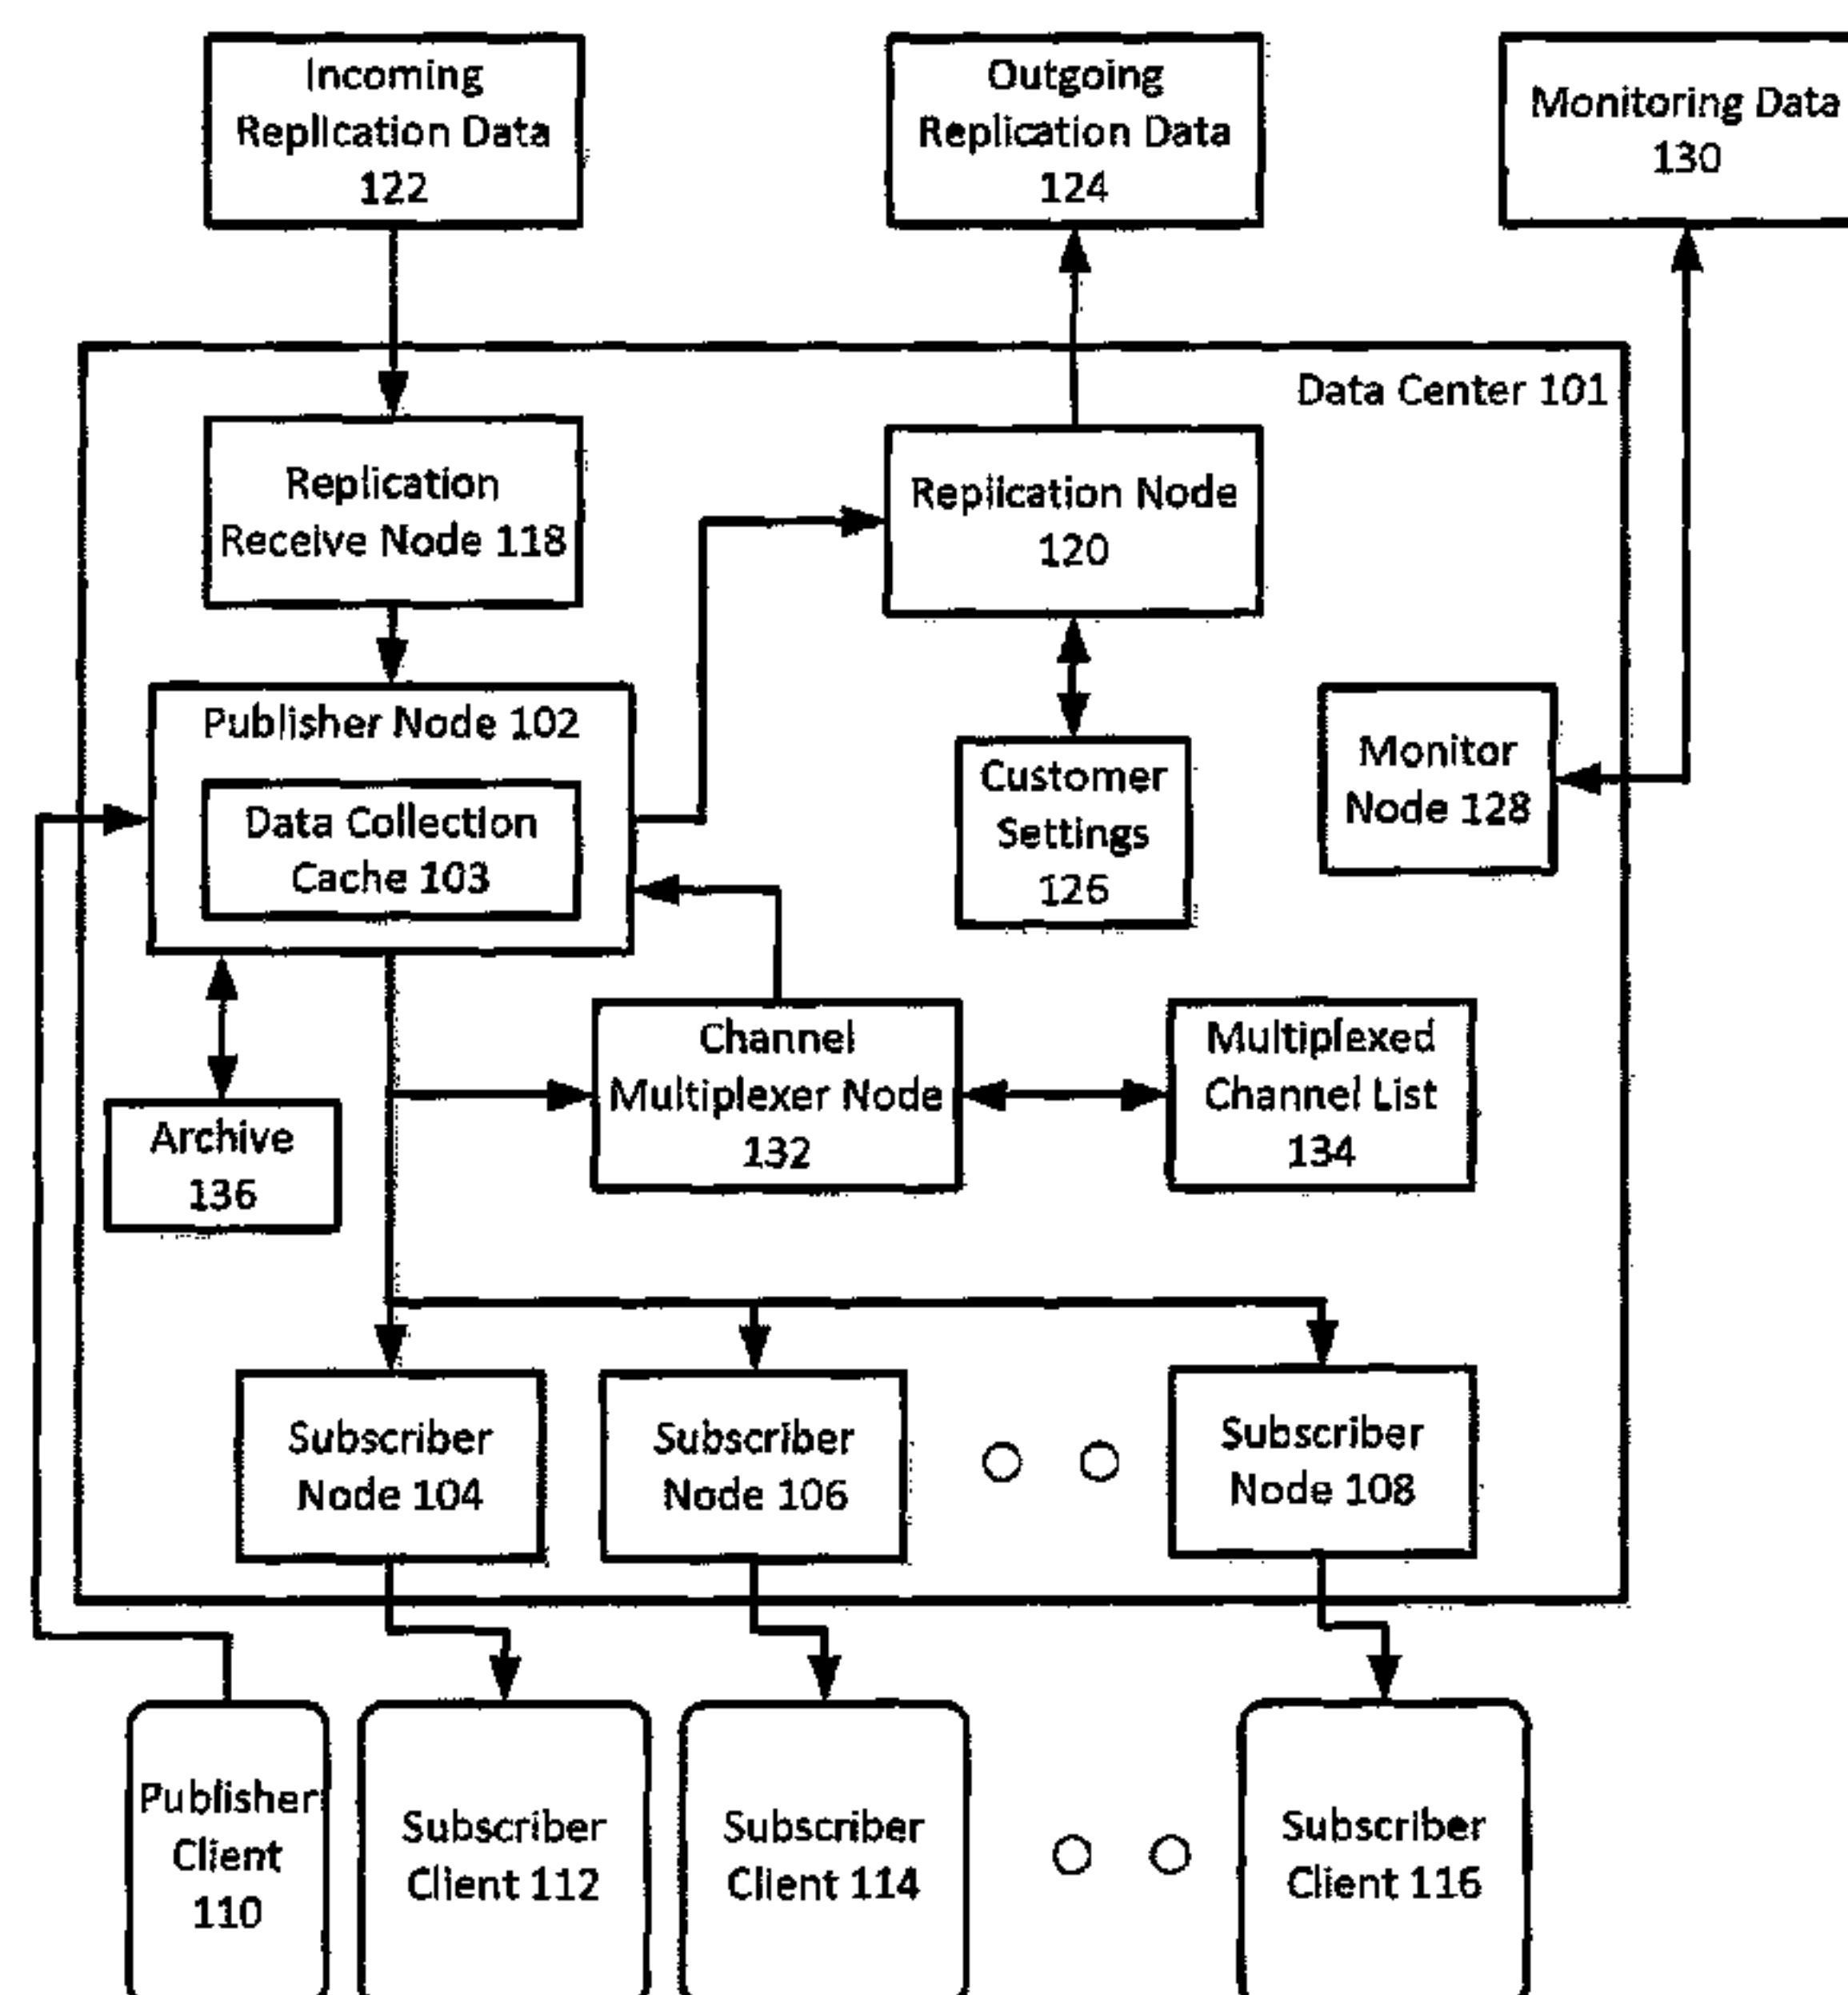 Incoming
Replication Data
122
Outgoing
Replication Data
124
Monitoring Data
130
Data Center 101
Replication
Receive Node 118
Replication Node
120
Publisher Node 102
Data Collection
Cache 103
Customer
Settings
126
Monitor
Node 128
Channel
Multiplexer Node
132
Multiplexed
Channel List
134
Archive
136
Subscriber
Node 104
Subscriber
Node 106
Subscriber
Node 108
Publisher
Client
110
Subscriber
Client 112
Subscriber
Client 114
Subscriber
Client 116